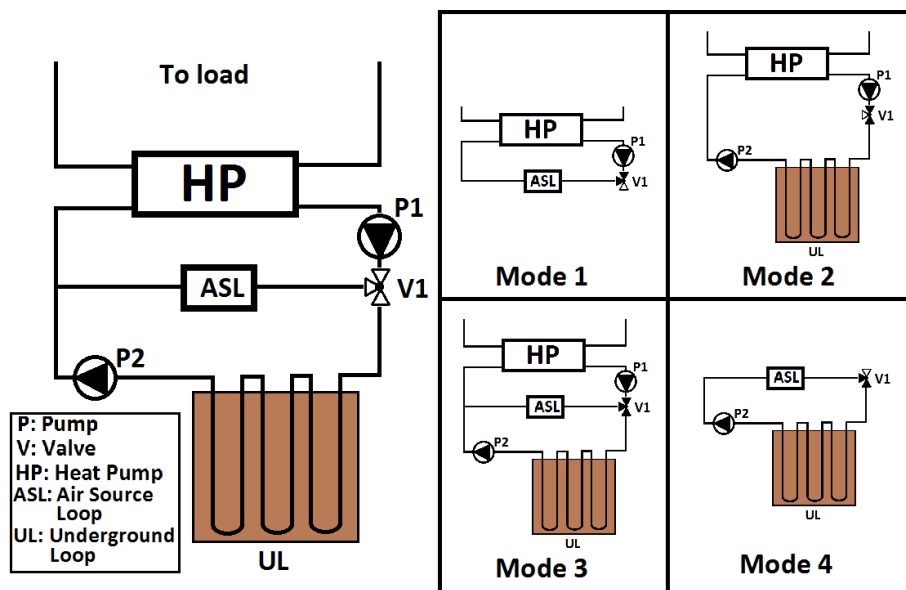 To load
HP
P1
ASL
V1
P2
UL
P: Pump
V: Valve
HP: Heat Pump
ASL: Air Source
Loop
UL: Underground
Loop
HP
P1
ASL
V1
Mode 1
HP
P1
V1
P2
UL
Mode 2
HP
P1
ASL
V1
P2
UL
Mode 3
ASL
V1
P2
UL
Mode 4